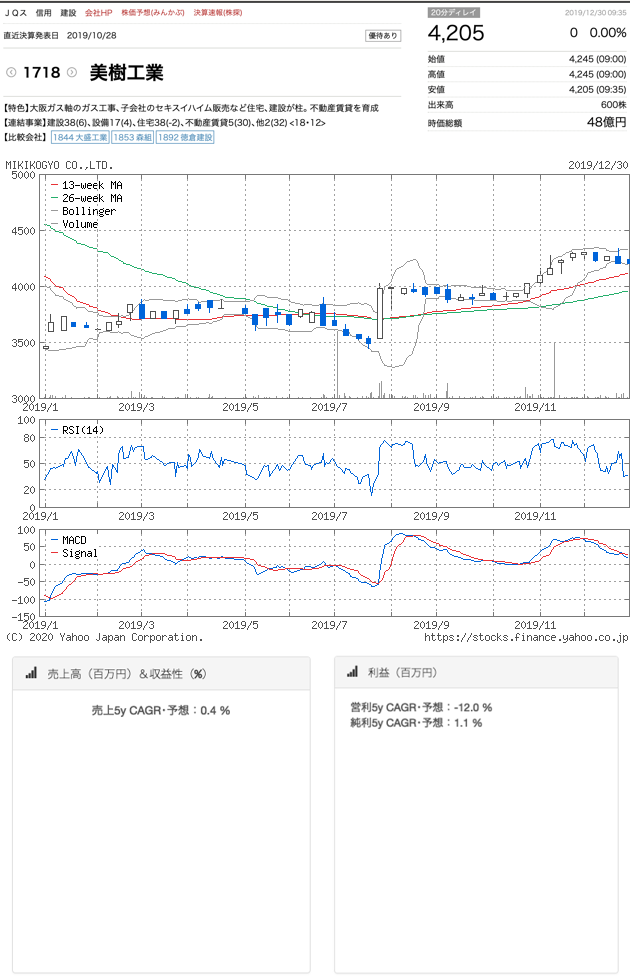 JQス 信用 建設 会社HP 株価予想(みんかぶ) 決算速報(株探)
直近決算発表日 2019/10/28 優待あり
1718 美樹工業
【特色】大阪ガス軸のガス工事、子会社のセキスイハイム販売など住宅、建設が柱。不動産賃貸を育成
【連結事業】建設38(6)、設備17(4)、住宅38(-2)、不動産賃貸5(30)、他2(32) <18・12>
【比較会社】 1844 大盛工業 1853 森組 1892 徳倉建設
20分ディレイ 2019/12/30 09:35
4,205 0 0.00%
始値 4,245 (09:00)
高値 4,245 (09:00)
安値 4,205 (09:35)
出来高 600株
時価総額 48億円
MIKIKOGYO CO.,LTD. 2019/12/30
5000
13-week MA
26-week MA
Bollinger
Volume
4500
4000
3500
3000
2019/1 2019/3 2019/5 2019/7 2019/9 2019/11
100
RSI(14)
80
50
20
0
2019/1 2019/3 2019/5 2019/7 2019/9 2019/11
100
MACD
Signal
50
0
-50
-100
-150
2019/1 2019/3 2019/5 2019/7 2019/9 2019/11
(C) 2020 Yahoo Japan Corporation. https://stocks.finance.yahoo.co.jp
売上高（百万円）＆収益性（%）
売上5y CAGR・予想：0.4 %
利益（百万円）
営利5y CAGR・予想：-12.0 %
純利5y CAGR・予想：1.1 %